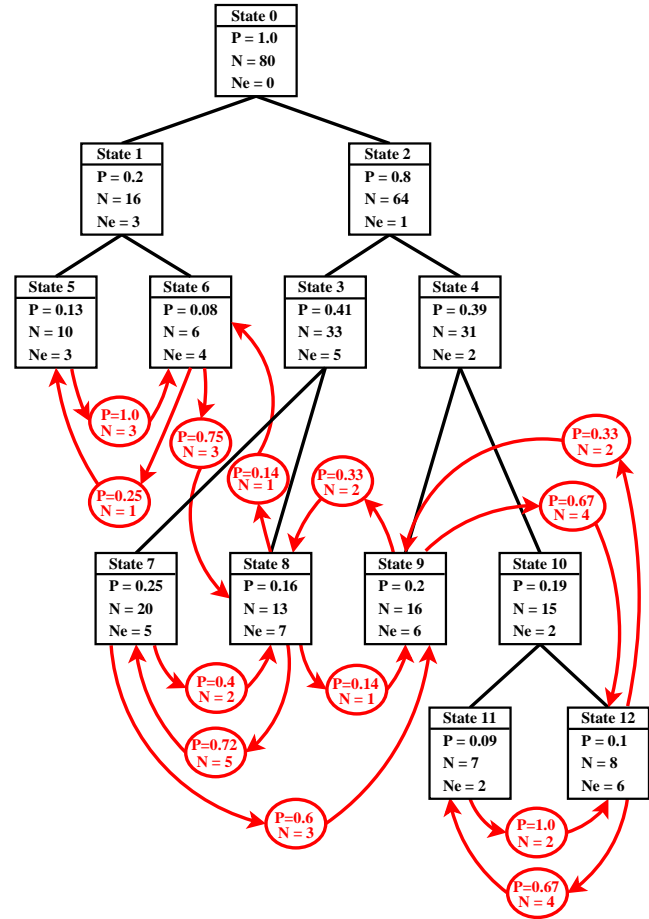 State 0
P = 1.0
N = 80
Ne = 0
State 1
P = 0.2
N = 16
Ne = 3
State 2
P = 0.8
N = 64
Ne = 1
State 5
P = 0.13
N = 10
Ne = 3
State 6
P = 0.08
N = 6
Ne = 4
State 3
P = 0.41
N = 33
Ne = 5
State 4
P = 0.39
N = 31
Ne = 2
P=1.0
N = 3
P=0.75
N = 3
P=0.25
N = 1
P=0.14
N = 1
P=0.33
N = 2
P=0.33
N = 2
P=0.67
N = 4
State 7
P = 0.25
N = 20
Ne = 5
State 8
P = 0.16
N = 13
Ne = 7
State 9
P = 0.2
N = 16
Ne = 6
State 10
P = 0.19
N = 15
Ne = 2
P=0.4
N = 2
P=0.14
N = 1
P=0.72
N = 5
P=0.6
N = 3
State 11
P = 0.09
N = 7
Ne = 2
State 12
P = 0.1
N = 8
Ne = 6
P=1.0
N = 2
P=0.67
N = 4